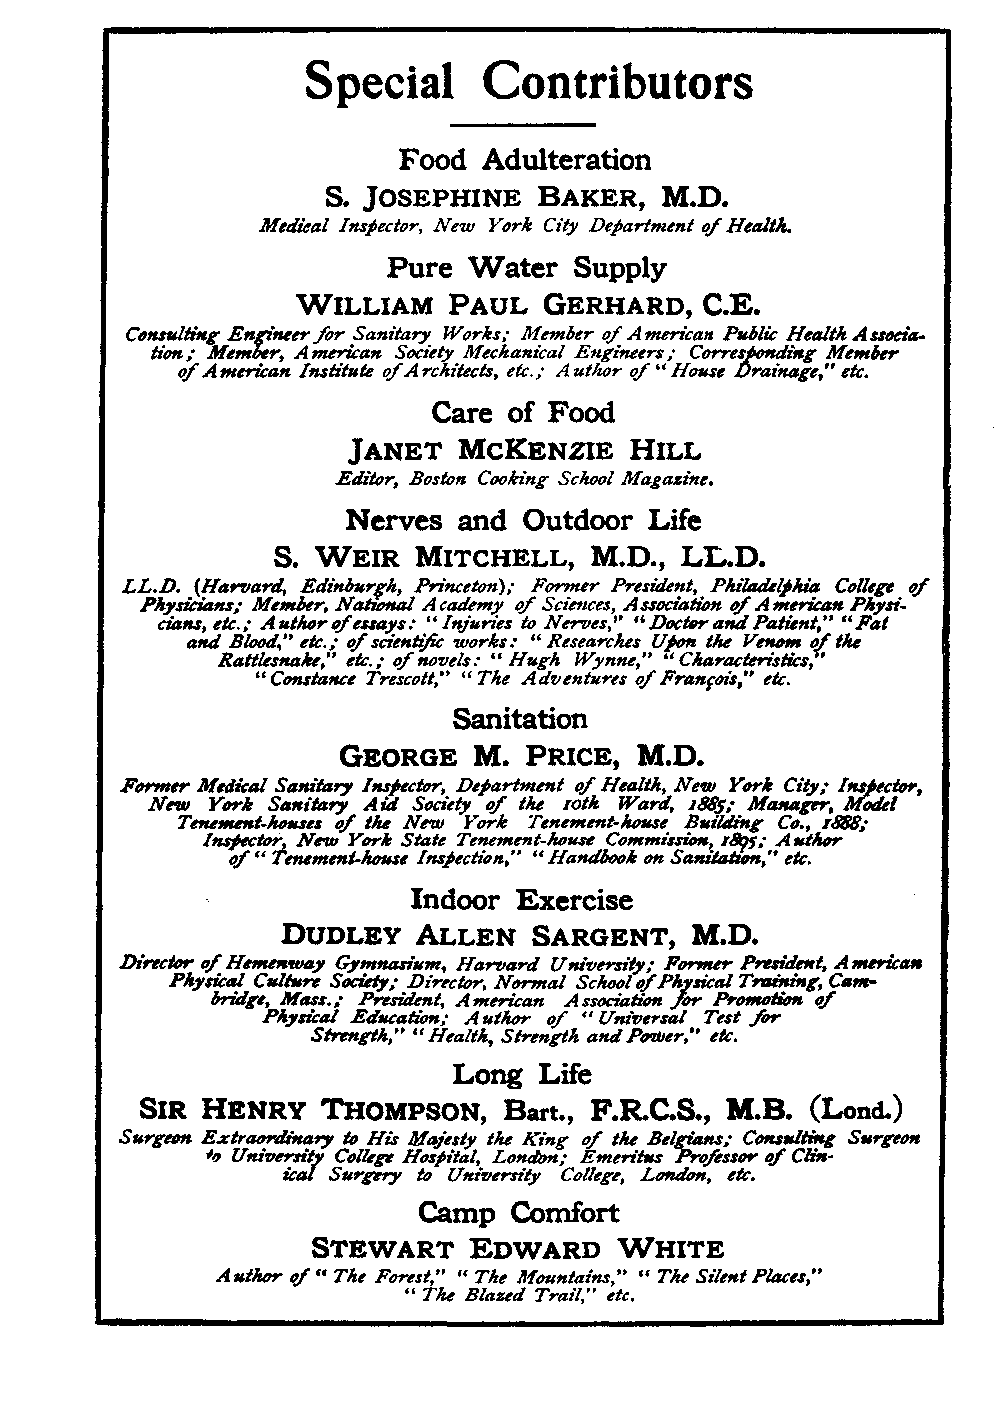 Special Contributors
Food Adulteration
S. JOSEPHINE BAKER, M.D.
Medical Inspector, New York City Department of Health.
Pure Water Supply
WILLIAM PAUL GERHARD, C.E.
Consulting Engineer for Sanitary Works; Member of American Public Health Associa-
tion; Member, American Society Mechanical Engineers; Corresponding Member
of American Institute of Architects, etc.; Author of "House Drainage," etc.
Care of Food
JANET MCKENZIE HILL
Editor, Boston Cooking School Magazine.
Nerves and Outdoor Life
S. WEIR MITCHELL, M.D., LL.D.
LL.D. (Harvard, Edinburgh, Princeton); Former President, Philadelphia College of
Physicians; Member, National Academy of Sciences, Association of American Physi-
cians, etc.; Author of essays: "Injuries to Nerves," "Doctor and Patient," "Fat
and Blood," etc.; of scientific works: "Researches Upon the Venom of the
Rattlesnake," etc.; of novels: "Hugh Wynne," "Characteristics,"
"Constance Trescott," "The Adventures of François," etc.
Sanitation
GEORGE M. PRICE, M.D.
Former Medical Sanitary Inspector, Department of Health, New York City; Inspector,
New York Sanitary Aid Society of the 10th Ward, 1885; Manager, Model
Tenement-houses of the New York Tenement-house Building Co., 1888;
Inspector, New York State Tenement-house Commission, 1895; Author
of "Tenement-house Inspection," "Handbook on Sanitation," etc.
Indoor Exercise
DUDLEY ALLEN SARGENT, M.D.
Director of Hemenway Gymnasium, Harvard University; Former President, American
Physical Culture Society; Director, Normal School of Physical Training, Cam-
bridge, Mass.; President, American Association for Promotion of
Physical Education; Author of "Universal Test for
Strength," "Health, Strength and Power," etc.
Long Life
SIR HENRY THOMPSON, Bart., F.R.C.S., M.B. (Lond.)
Surgeon Extraordinary to His Majesty the King of the Belgians; Consulting Surgeon
to University College Hospital, London; Emeritus Professor of Clin-
ical Surgery to University College, London, etc.
Camp Comfort
STEWART EDWARD WHITE
Author of "The Forest," "The Mountains," "The Silent Places,"
"The Blazed Trail," etc.